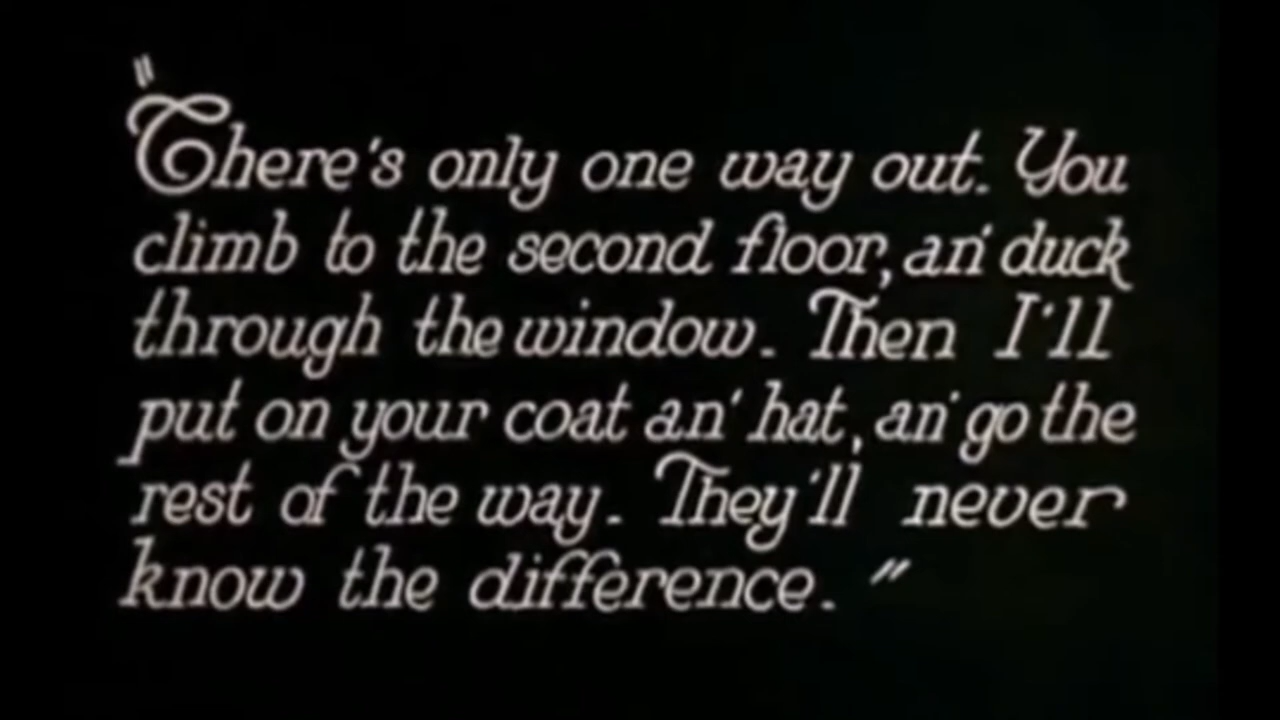 "There's only one way out. You
climb to the second floor, an' duck
through the window. Then I'll
put on your coat an' hat, an' go the
rest of the way. They'll never
know the difference."